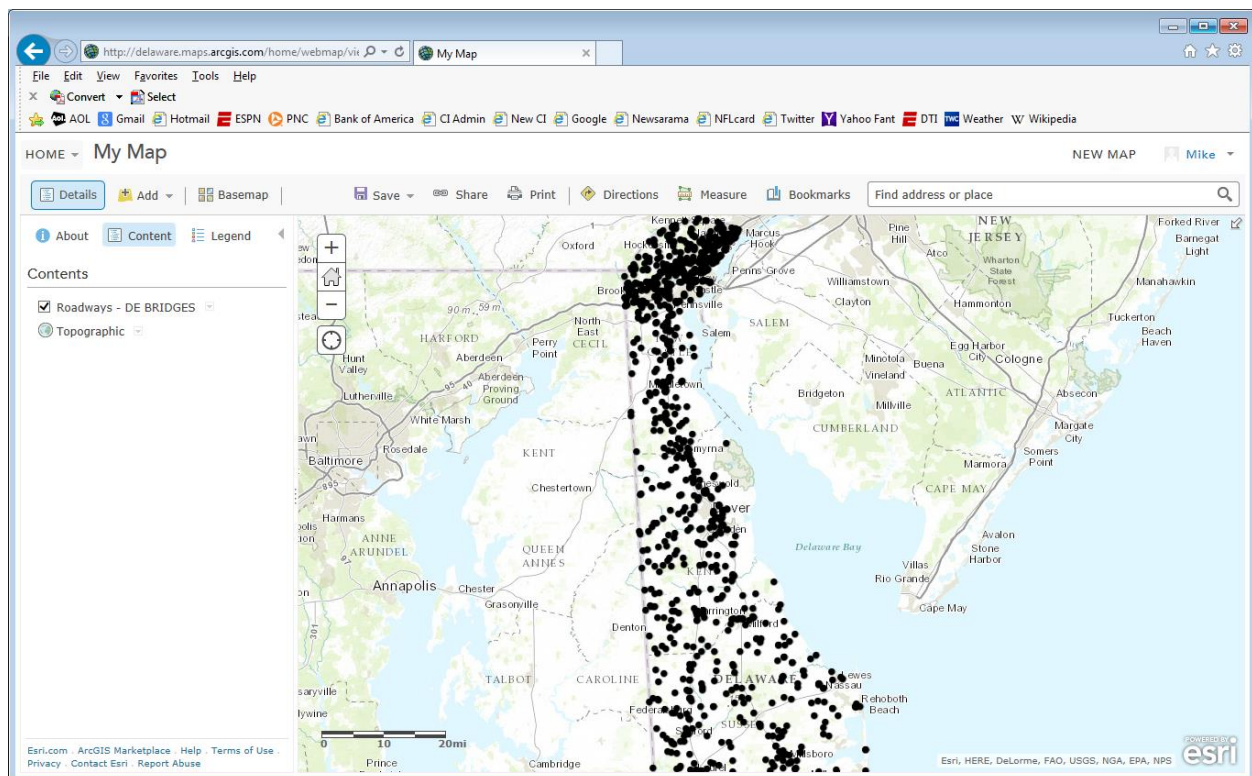 http://delaware.maps.arcgis.com/home/webmap/vie
My Map
File Edit View Favorites Tools Help
Convert Select
AOL Gmail Hotmail ESPN PNC Bank of America CI Admin New CI Google Newsarama NFLcard Twitter Yahoo Fant DTI Weather Wikipedia
HOME My Map NEW MAP Mike
Details Add Basemap Save Share Print Directions Measure Bookmarks Find address or place
About Content Legend
Contents
Roadways - DE BRIDGES
Topographic
Oxford
Marcus Hook
Penns Grove
Pine Hill
Atco
NEW JERSEY
Wharton State Forest
Forked River
Barnegat Light
Manahawkin
Williamstown
Clayton
Hammonton
Tuckerton
Beach Haven
90 m
59 m
North East
CECIL
Salem
SALEM
HARFORD
Perry Point
Aberdeen
Hunt Valley
Aberdeen Proving Ground
95
40
Lutherville
White Marsh
Egg Harbor City
Cologne
Minotola
Buena
Vineland
Bridgeton
Millville
ATLANTIC
Absecon
CUMBERLAND
Margate City
Somers Point
Marmora
Rosedale
Baltimore
KENT
Chestertown
895
CAPE MAY
Harmans
ANNE ARUNDEL
QUEEN ANNES
Delaware Bay
Avalon
Stone Harbor
Villas
Rio Grande
Cape May
Annapolis
Chester
Grasonville
301
Denton
TALBOT
CAROLINE
DELAWARE
Lewes
Nassau
Rehoboth Beach
0 10 20mi
Prince
Cambridge
Esri.com . ArcGIS Marketplace . Help . Terms of Use .
Privacy . Contact Esri . Report Abuse
Esri, HERE, DeLorme, FAO, USGS, NGA, EPA, NPS
POWERED BY
esri